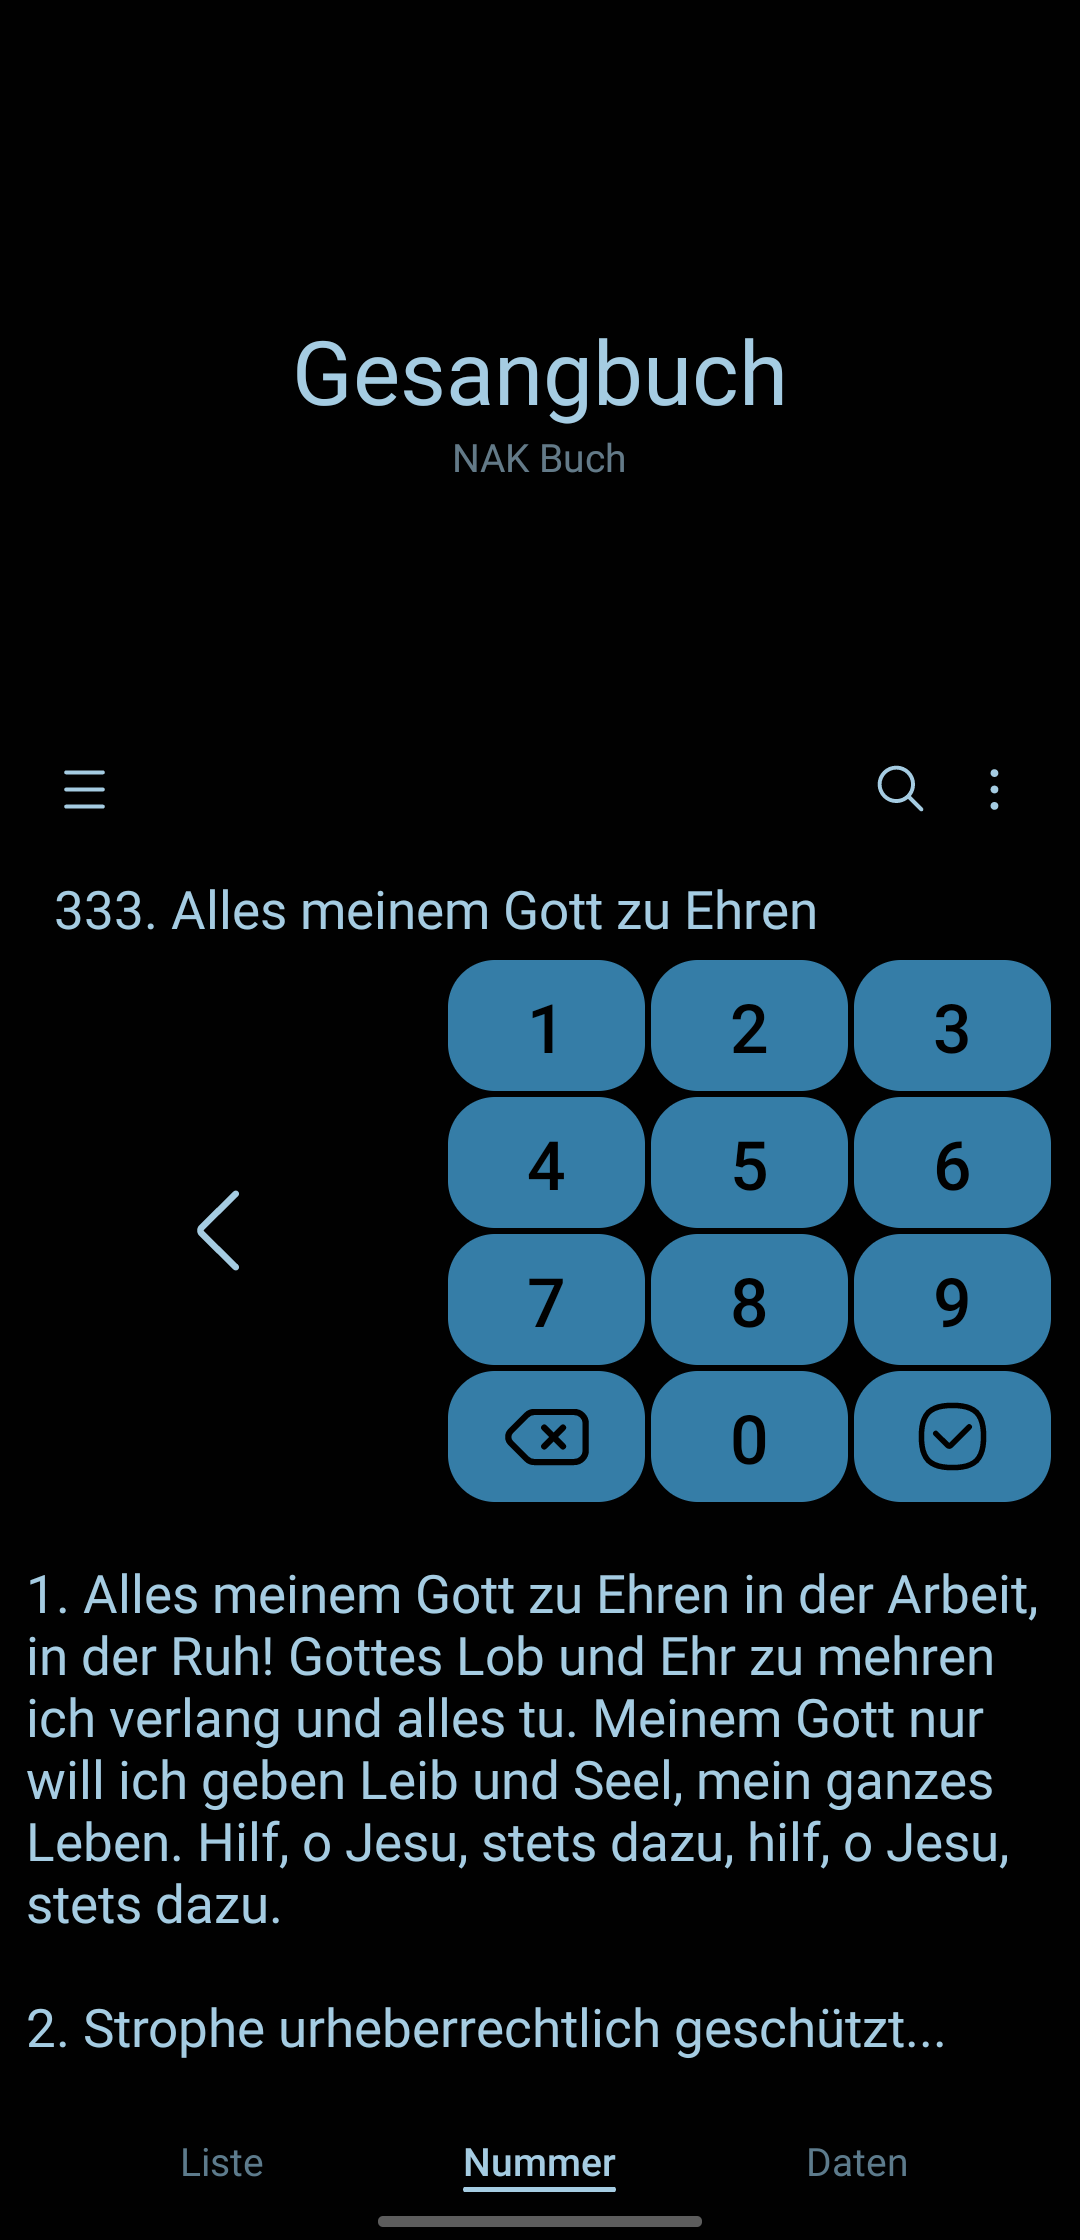 Gesangbuch
NAK Buch
333. Alles meinem Gott zu Ehren
1 2 3
4 5 6
7 8 9
0
1. Alles meinem Gott zu Ehren in der Arbeit,
in der Ruh! Gottes Lob und Ehr zu mehren
ich verlang und alles tu. Meinem Gott nur
will ich geben Leib und Seel, mein ganzes
Leben. Hilf, o Jesu, stets dazu, hilf, o Jesu,
stets dazu.
2. Strophe urheberrechtlich geschützt...
Liste Nummer Daten